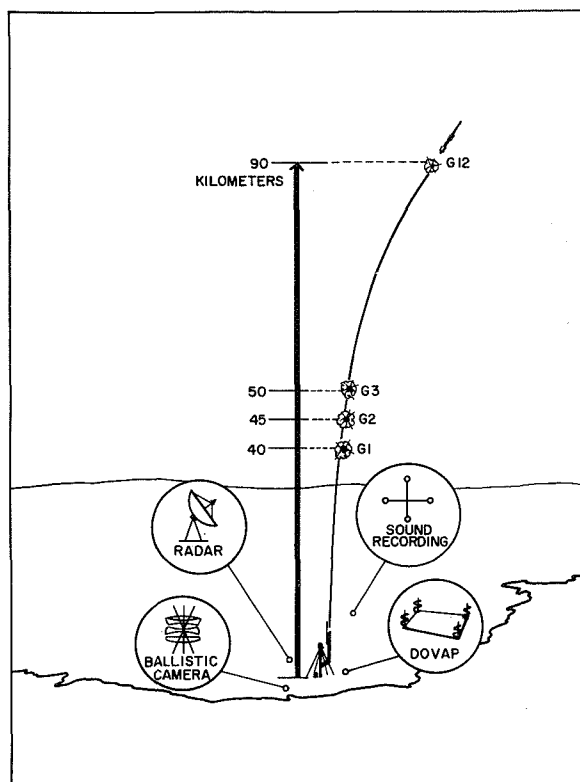 90
G12
KILOMETERS
50
G3
45
G2
40
G1
RADAR
SOUND
RECORDING
BALLISTIC
CAMERA
DOVAP